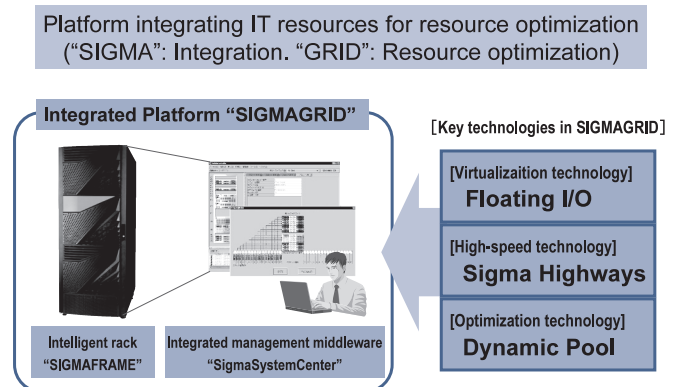 Platform integrating IT resources for resource optimization
(“SIGMA”: Integration. “GRID”: Resource optimization)
Integrated Platform “SIGMAGRID”
Intelligent rack
“SIGMAFRAME”
Integrated management middleware
“SigmaSystemCenter”
[Key technologies in SIGMAGRID]
[Virtualizaition technology]
Floating I/O
[High-speed technology]
Sigma Highways
[Optimization technology]
Dynamic Pool